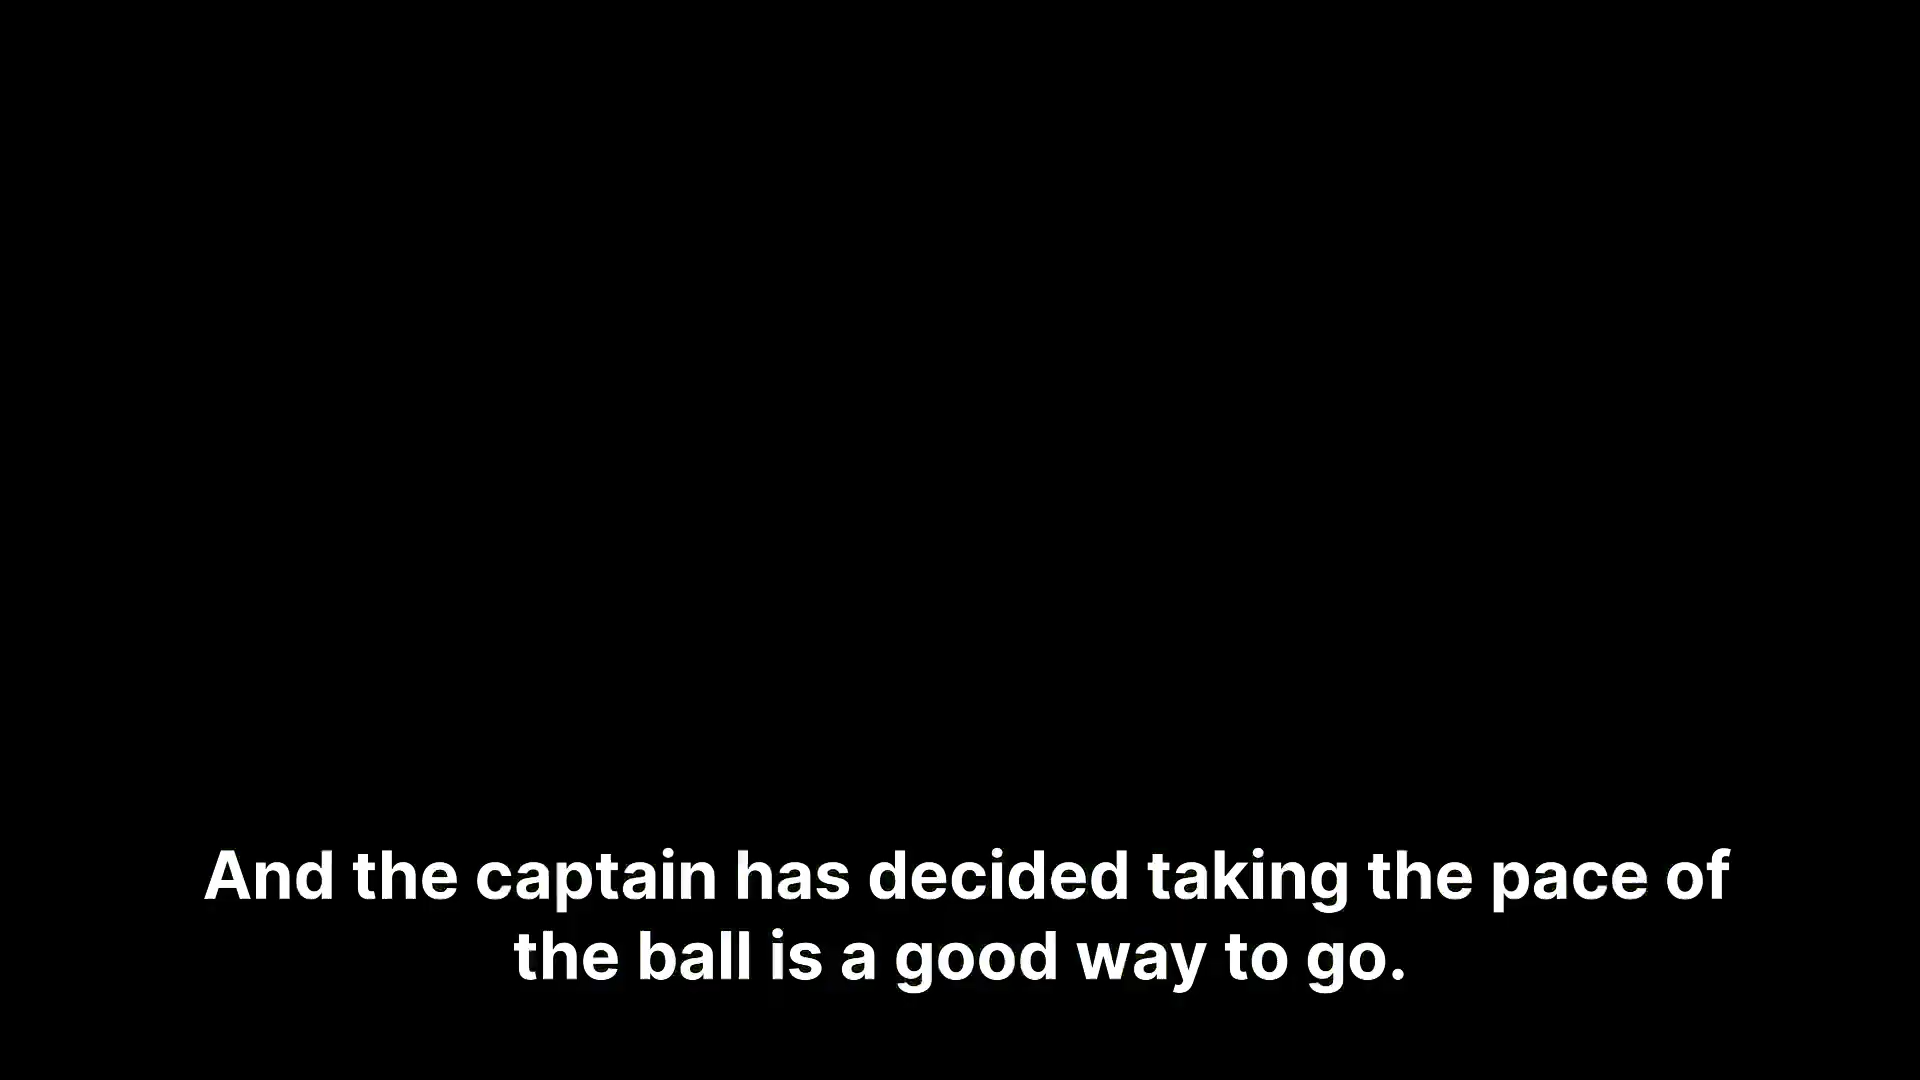 And the captain has decided taking the pace of
the ball is a good way to go.